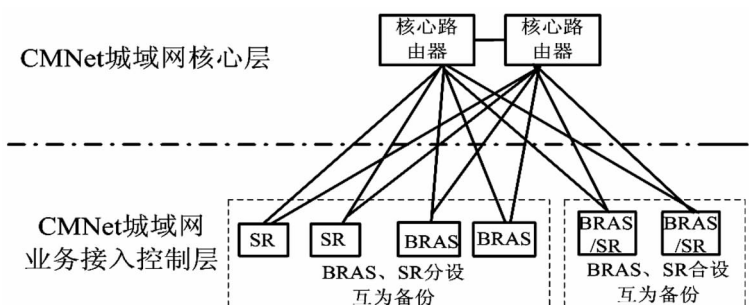 核心路
由器
核心路
由器
CMNet城域网核心层
CMNet城域网
业务接入控制层
SR
SR
BRAS
BRAS
BRAS、SR分设
互为备份
BRAS
/SR
BRAS
/SR
BRAS、SR合设
互为备份